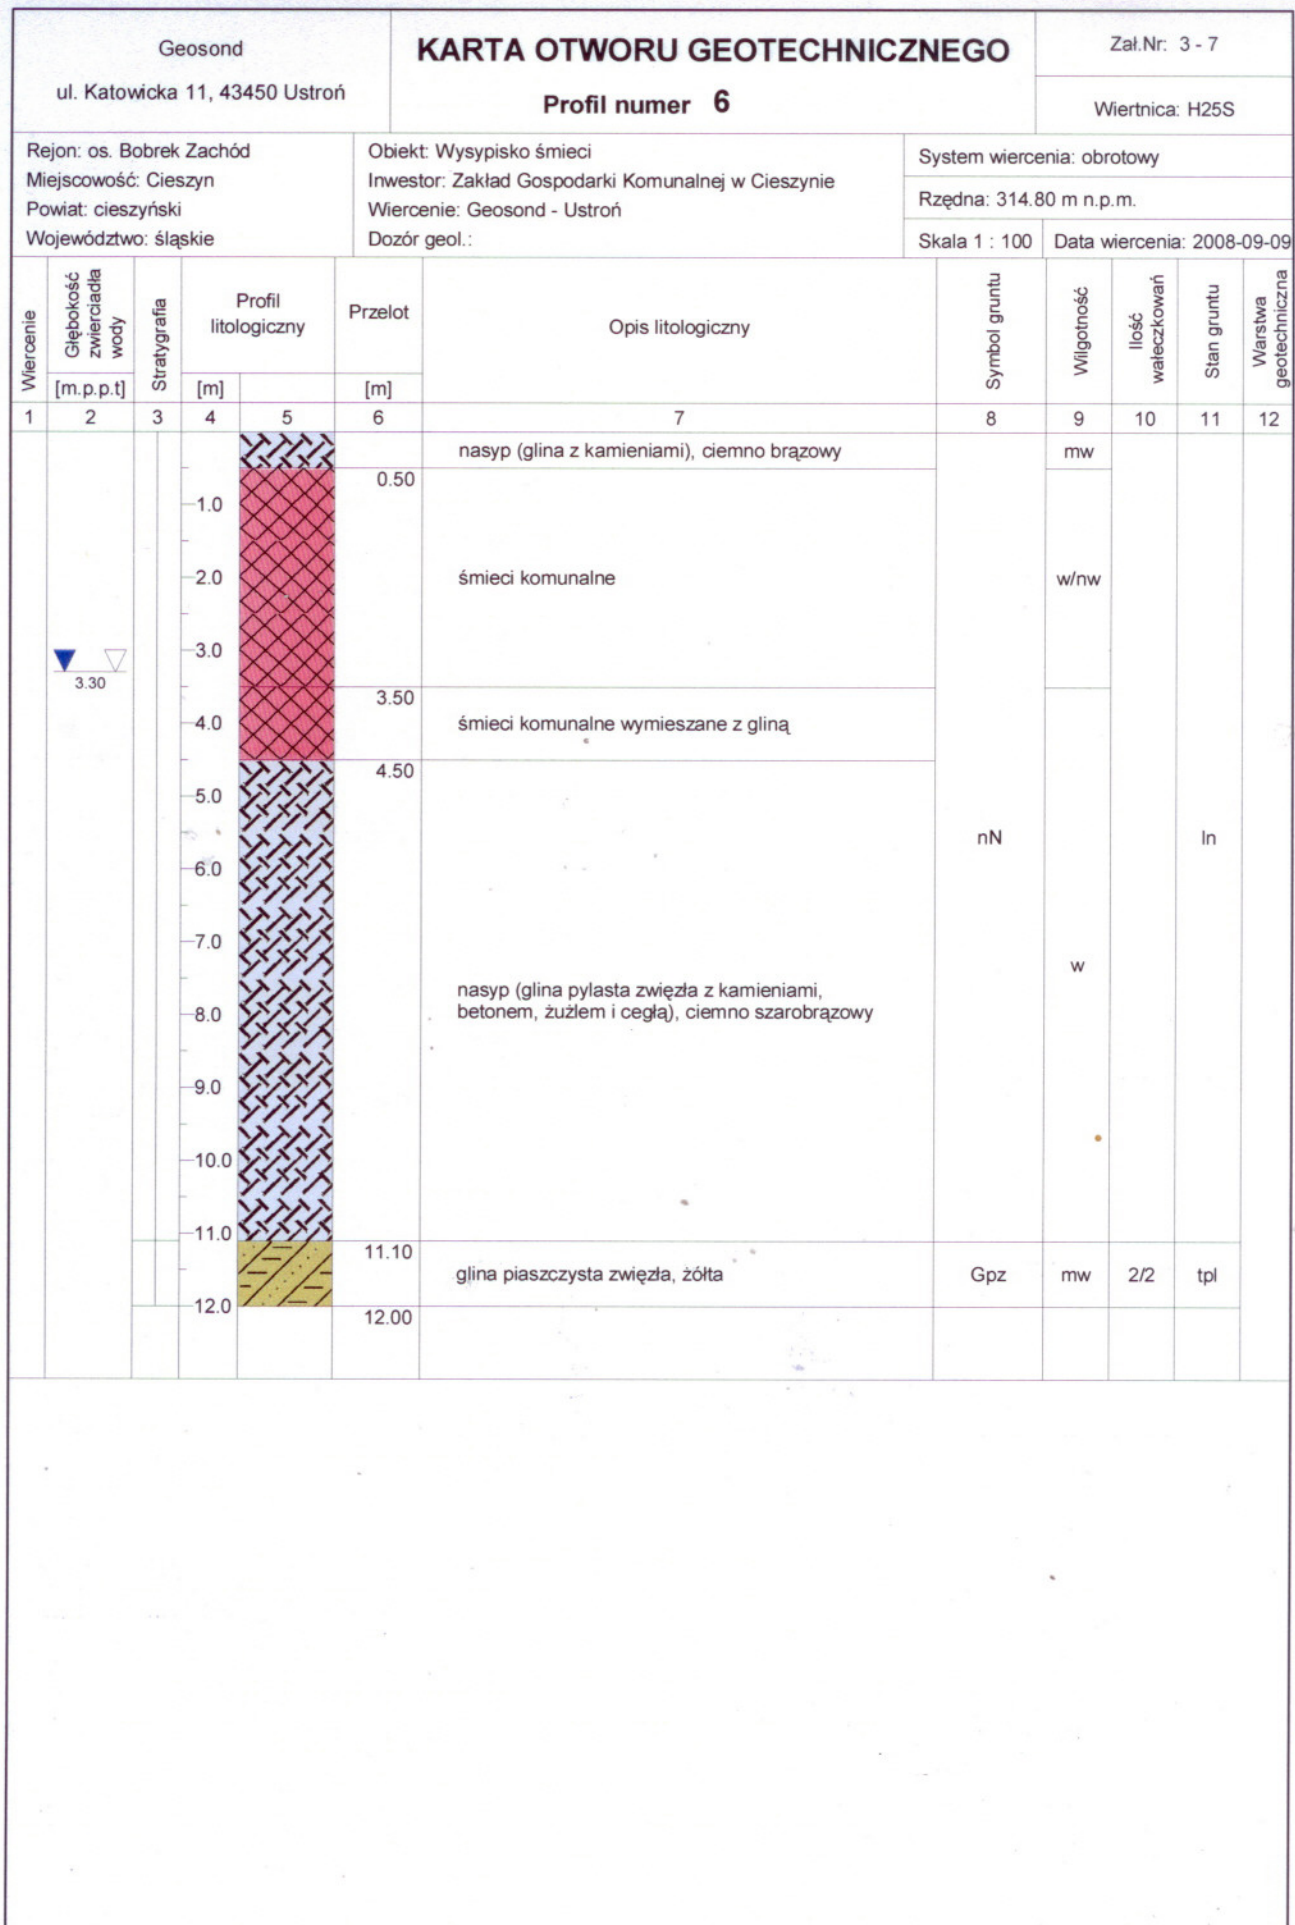 Geosond
ul. Katowicka 11, 43450 Ustroń
KARTA OTWORU GEOTECHNICZNEGO
Profil numer 6
Zał.Nr: 3 - 7
Wiertnica: H25S
Rejon: os. Bobrek Zachód
Miejscowość: Cieszyn
Powiat: cieszyński
Województwo: śląskie
Obiekt: Wysypisko śmieci
Inwestor: Zakład Gospodarki Komunalnej w Cieszynie
Wiercenie: Geosond - Ustroń
Dozór geol.:
System wiercenia: obrotowy
Rzędna: 314.80 m n.p.m.
Skala 1 : 100
Data wiercenia: 2008-09-09
Wiercenie
Głębokość
zwierciadła
wody
[m.p.p.t]
Stratygrafia
Profil
litologiczny
[m]
Przelot
[m]
Opis litologiczny
Symbol gruntu
Wilgotność
Ilość
wałeczkowań
Stan gruntu
Warstwa
geotechniczna
1 2 3 4 5 6 7 8 9 10 11 12
nasyp (glina z kamieniami), ciemno brązowy
mw
0.50
1.0
2.0
śmieci komunalne
w/nw
3.0
3.30
3.50
4.0
śmieci komunalne wymieszane z gliną
4.50
5.0
nN
ln
6.0
7.0
w
nasyp (glina pylasta zwięzła z kamieniami,
betonem, żużlem i cegłą), ciemno szarobrązowy
8.0
9.0
10.0
11.0
11.10
glina piaszczysta zwięzła, żółta
Gpz
mw
2/2
tpl
12.0
12.00